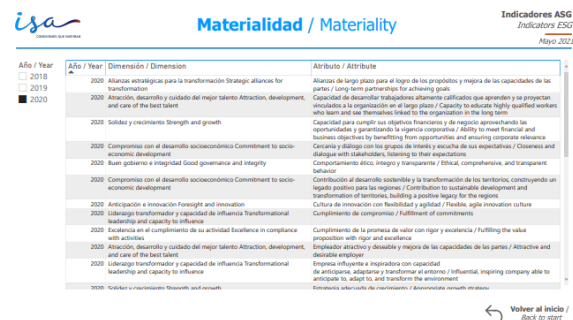 isa
CONEXIONES QUE INSPIRAN
Materialidad / Materiality
Indicadores ASG
Indicators ESG
Mayo 2021
Año / Year
2018
2019
2020
Año / Year Dimensión / Dimension Atributo / Attribute
2020 Alianzas estratégicas para la transformación Strategic alliances for transformation Alianzas de largo plazo para el logro de los propósitos y mejora de las capacidades de las partes / Long-term partnerships for achieving goals
2020 Atracción, desarrollo y cuidado del mejor talento Attraction, development, and care of the best talent Capacidad de desarrollar trabajadores altamente calificados que aprenden y se proyectan vinculados a la organización en el largo plazo / Capacity to educate highly qualified workers who learn and see themselves linked to the organization in the long term
2020 Solidez y crecimiento Strength and growth Capacidad para cumplir sus objetivos financieros y de negocio aprovechando las oportunidades y garantizando la vigencia corporativa / Ability to meet financial and business objectives by benefitting from opportunities and ensuring corporate relevance
2020 Compromiso con el desarrollo socioeconómico Commitment to socio-economic development Cercanía y diálogo con los grupos de interés y escucha de sus expectativas / Closeness and dialogue with stakeholders, listening to their expectations
2020 Buen gobierno e integridad Good governance and integrity Comportamiento ético, íntegro y transparente / Ethical, comprehensive, and transparent behavior
2020 Compromiso con el desarrollo socioeconómico Commitment to socio-economic development Contribución al desarrollo sostenible y la transformación de los territorios, construyendo un legado positivo para las regiones / Contribution to sustainable development and transformation of territories, building a positive legacy for the regions
2020 Anticipación e innovación Foresight and innovation Cultura de innovación con flexibilidad y agilidad / Flexible, agile innovation culture
2020 Liderazgo transformador y capacidad de influencia Transformational leadership and capacity to influence Cumplimiento de compromiso / Fulfillment of commitments
2020 Excelencia en el cumplimiento de su actividad Excellence in compliance with activities Cumplimiento de la promesa de valor con rigor y excelencia / Fulfilling the value proposition with rigor and excellence
2020 Atracción, desarrollo y cuidado del mejor talento Attraction, development, and care of the best talent Empleador atractivo y deseable y mejora de las capacidades de las partes / Attractive and desirable employer
2020 Liderazgo transformador y capacidad de influencia Transformational leadership and capacity to influence Empresa influyente e inspiradora con capacidad de anticiparse, adaptarse y transformar el entorno / Influential, inspiring company able to anticipate to, adapt to, and transform the environment
2020 Solidez y crecimiento Strength and growth Estrategia adecuada de crecimiento / Appropriate growth strategy
Volver al inicio /
Back to start